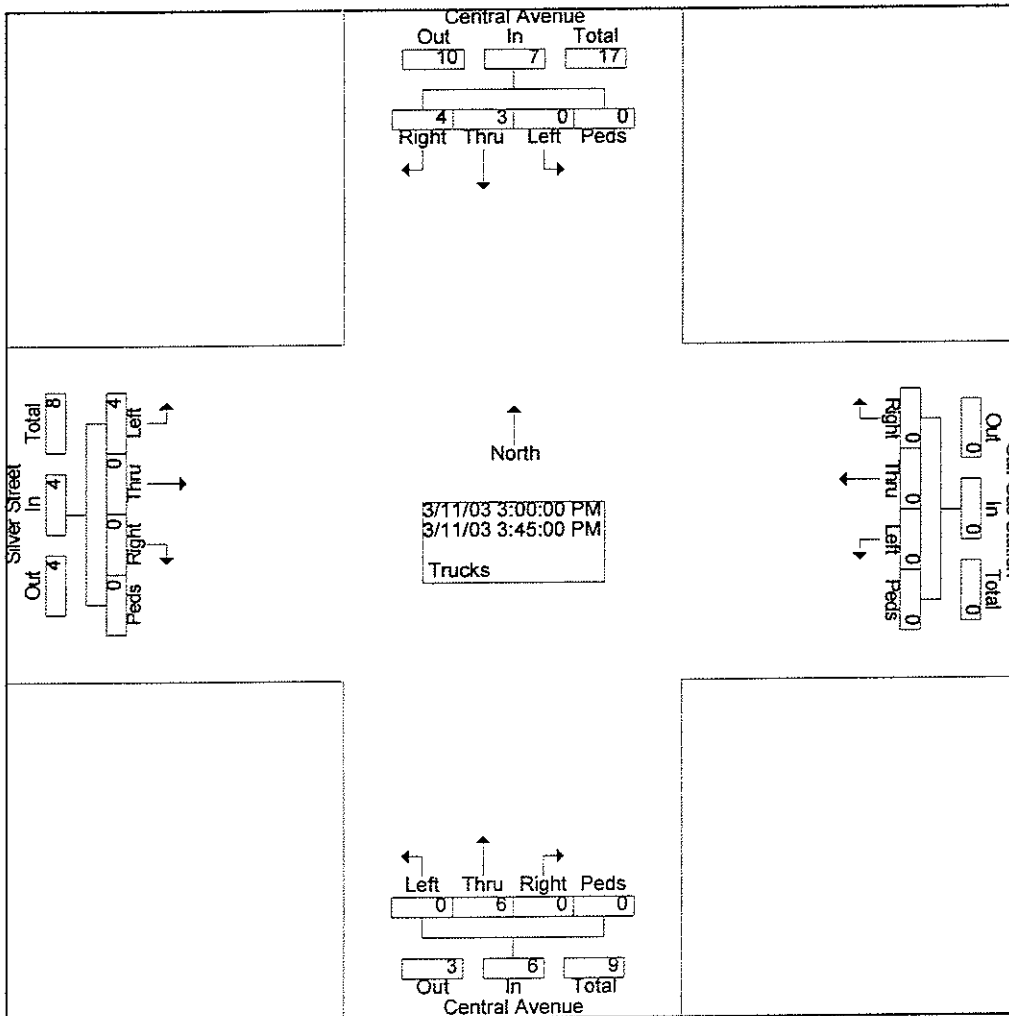 Central Avenue
Out In Total
10 7 17
4 3 0 0
Right Thru Left Peds
Total In Out
8 4 4
Silver Street
Left Thru Right Peds
4 0 0 0
North
3/11/03 3:00:00 PM
3/11/03 3:45:00 PM
Trucks
Right Thru Left Peds
0 0 0 0
Out In Total
0 0 0
Left Thru Right Peds
0 6 0 0
3 6 9
Out In Total
Central Avenue